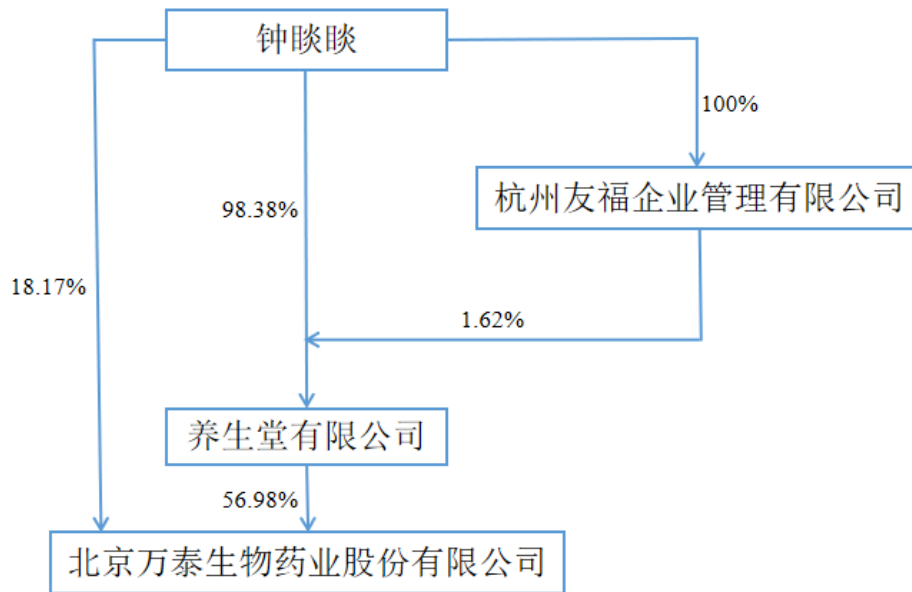 钟睒睒
100%
杭州友福企业管理有限公司
98.38%
18.17%
1.62%
养生堂有限公司
56.98%
北京万泰生物药业股份有限公司